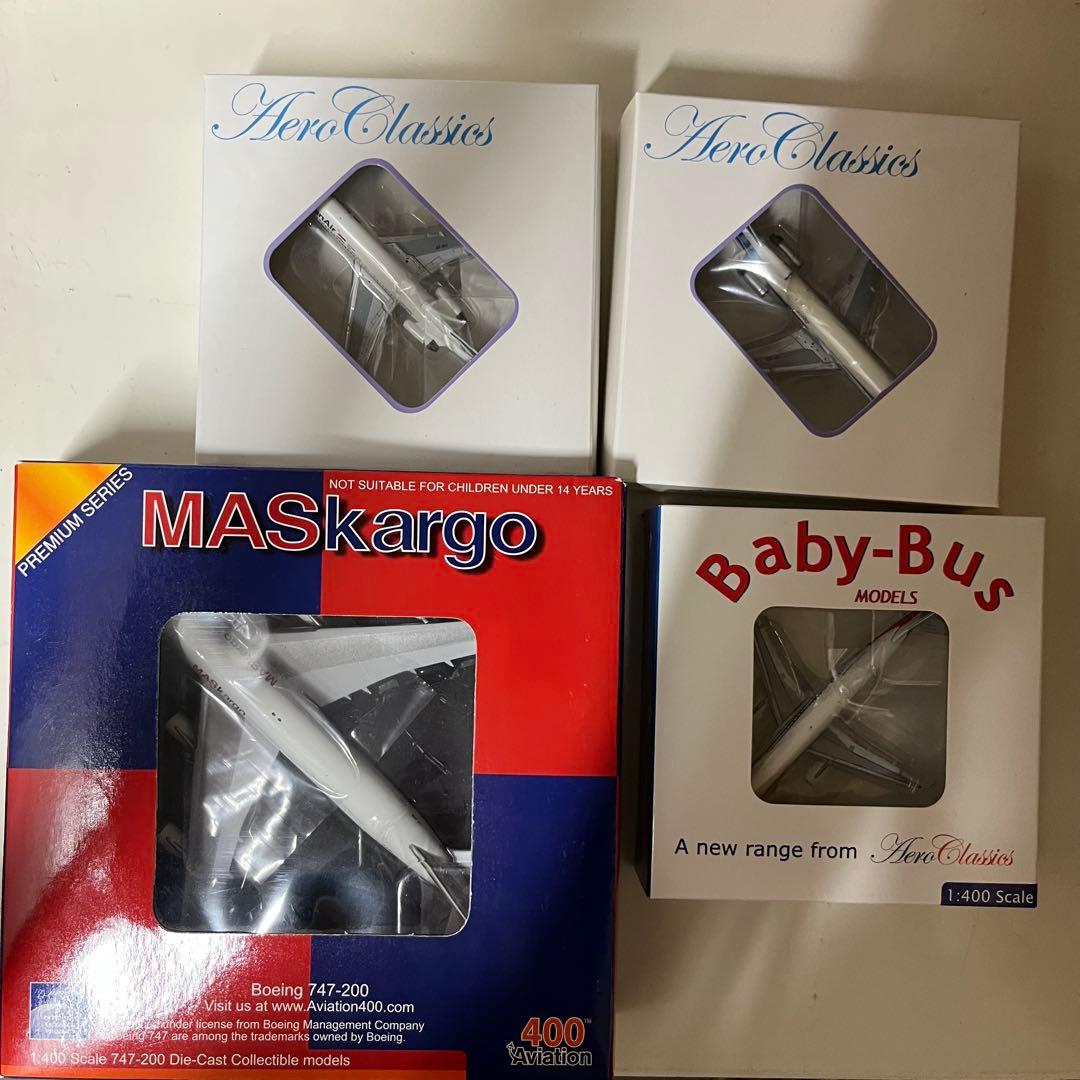 AeroClassics
AeroClassics
PREMIUM SERIES
NOT SUITABLE FOR CHILDREN UNDER 14 YEARS
MASkargo
MASkargo
Boeing 747-200
Visit us at www.Aviation400.com
under license from Boeing Management Company
747 are among the trademarks owned by Boeing.
1:400 Scale 747-200 Die-Cast Collectible models
400™
Aviation
Baby-Bus
MODELS
A new range from AeroClassics
1:400 Scale